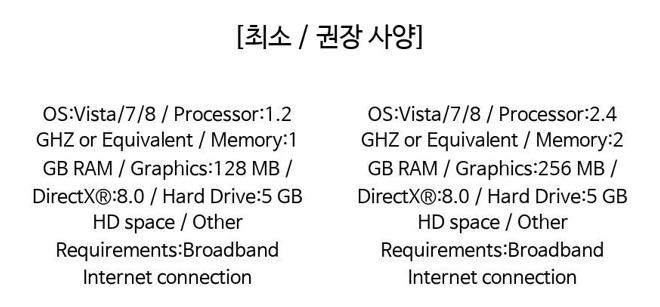 [최소 / 권장 사양]
OS:Vista/7/8 / Processor:1.2
GHZ or Equivalent / Memory:1
GB RAM / Graphics:128 MB /
DirectX®:8.0 / Hard Drive:5 GB
HD space / Other
Requirements:Broadband
Internet connection
OS:Vista/7/8 / Processor:2.4
GHZ or Equivalent / Memory:2
GB RAM / Graphics:256 MB /
DirectX®:8.0 / Hard Drive:5 GB
HD space / Other
Requirements:Broadband
Internet connection